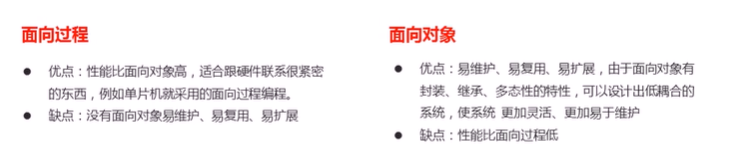 面向过程
● 优点：性能比面向对象高，适合跟硬件联系很紧密
的东西，例如单片机就采用的面向过程编程。
● 缺点：没有面向对象易维护、易复用、易扩展
面向对象
● 优点：易维护、易复用、易扩展，由于面向对象有
封装、继承、多态性的特性，可以设计出低耦合的
系统，使系统 更加灵活、更加易于维护
● 缺点：性能比面向过程低